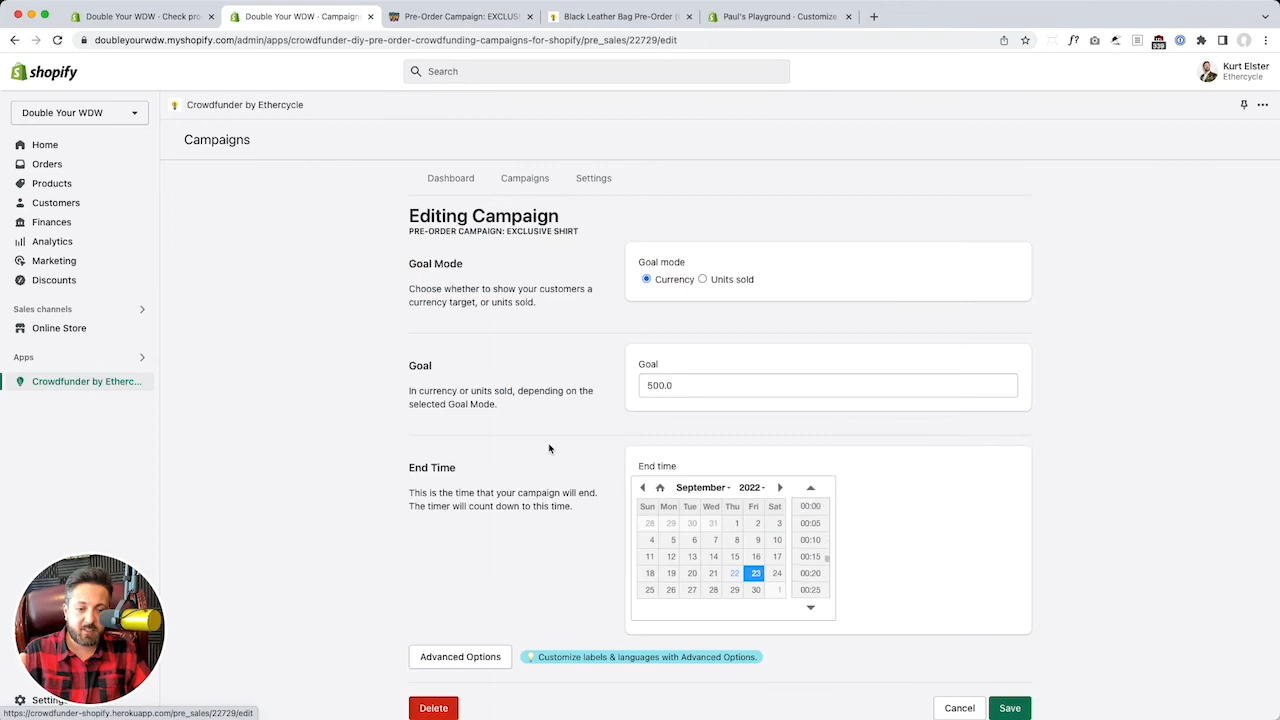 Double Your WDW · Check pro
Double Your WDW · Campaign
Pre-Order Campaign: EXCLUS
Black Leather Bag Pre-Order (
Paul's Playground · Customize
doubleyourwdw.myshopify.com/admin/apps/crowdfunder-diy-pre-order-crowdfunding-campaigns-for-shopify/pre_sales/22729/edit
f?
shopify
Search
Kurt Elster
Ethercycle
Double Your WDW
Crowdfunder by Ethercycle
Campaigns
Home
Orders
Products
Customers
Finances
Analytics
Marketing
Discounts
Sales channels
Online Store
Apps
Crowdfunder by Etherc...
Dashboard Campaigns Settings
Editing Campaign
PRE-ORDER CAMPAIGN: EXCLUSIVE SHIRT
Goal Mode
Choose whether to show your customers a
currency target, or units sold.
Goal mode
Currency Units sold
Goal
In currency or units sold, depending on the
selected Goal Mode.
Goal
500.0
End Time
This is the time that your campaign will end.
The timer will count down to this time.
End time
September 2022
Sun Mon Tue Wed Thu Fri Sat
28 29 30 31 1 2 3
4 5 6 7 8 9 10
11 12 13 14 15 16 17
18 19 20 21 22 23 24
25 26 27 28 29 30 1
00:00
00:05
00:10
00:15
00:20
00:25
Advanced Options
Customize labels & languages with Advanced Options.
Delete
Cancel
Save
Setting
https://crowdfunder-shopify.herokuapp.com/pre_sales/22729/edit